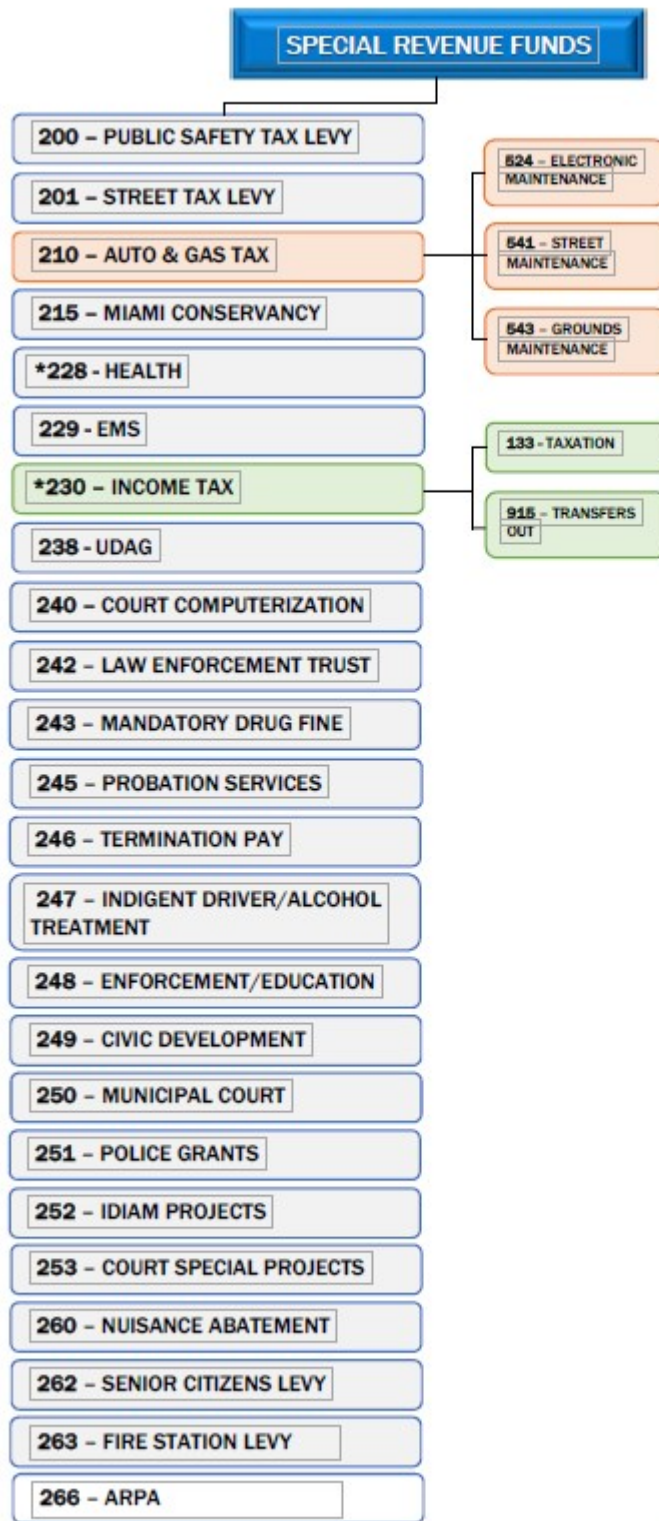 SPECIAL REVENUE FUNDS
200 – PUBLIC SAFETY TAX LEVY
201 – STREET TAX LEVY
210 – AUTO & GAS TAX
524 – ELECTRONIC
MAINTENANCE
541 – STREET
MAINTENANCE
543 – GROUNDS
MAINTENANCE
215 – MIAMI CONSERVANCY
*228 - HEALTH
229 - EMS
*230 – INCOME TAX
133 - TAXATION
915 – TRANSFERS
OUT
238 - UDAG
240 – COURT COMPUTERIZATION
242 – LAW ENFORCEMENT TRUST
243 – MANDATORY DRUG FINE
245 – PROBATION SERVICES
246 – TERMINATION PAY
247 – INDIGENT DRIVER/ALCOHOL
TREATMENT
248 – ENFORCEMENT/EDUCATION
249 – CIVIC DEVELOPMENT
250 – MUNICIPAL COURT
251 – POLICE GRANTS
252 – IDIAM PROJECTS
253 – COURT SPECIAL PROJECTS
260 – NUISANCE ABATEMENT
262 – SENIOR CITIZENS LEVY
263 – FIRE STATION LEVY
266 – ARPA